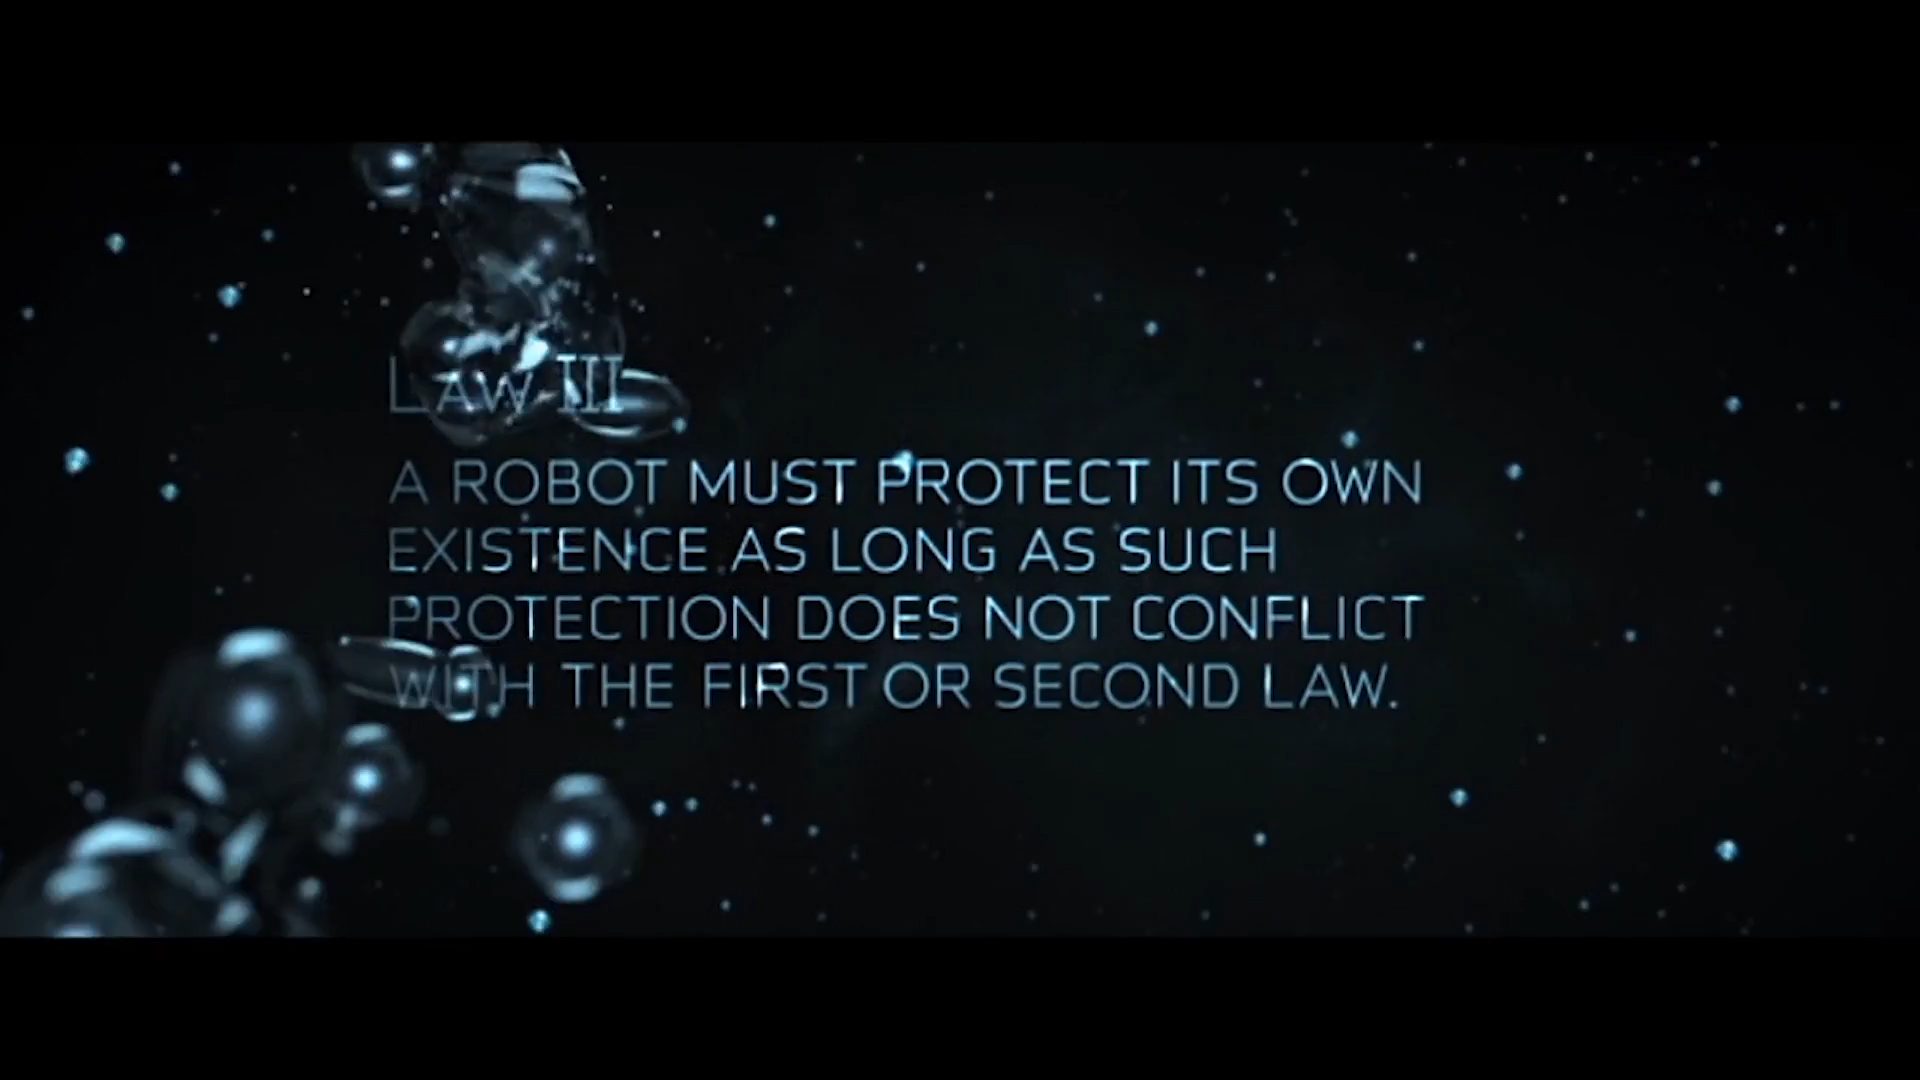 LAW III
A ROBOT MUST PROTECT ITS OWN
EXISTENCE AS LONG AS SUCH
PROTECTION DOES NOT CONFLICT
WITH THE FIRST OR SECOND LAW.